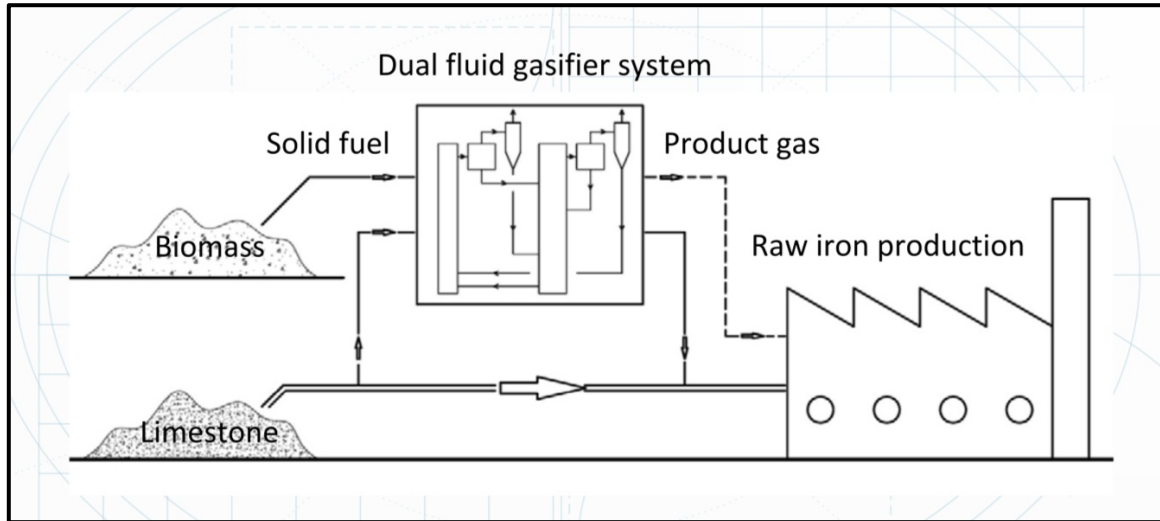 Dual fluid gasifier system
Solid fuel
Product gas
Biomass
Raw iron production
Limestone